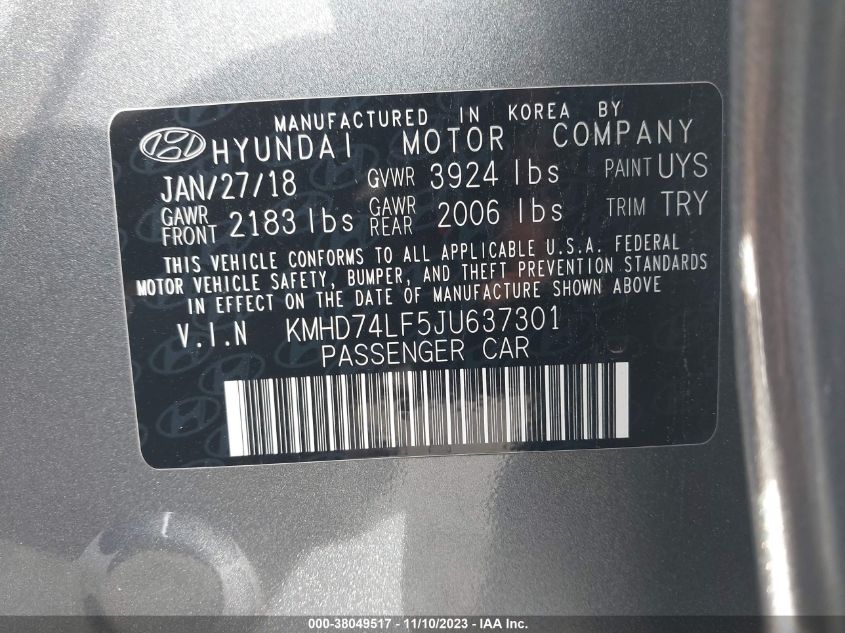 MANUFACTURED IN KOREA BY
HYUNDAI MOTOR COMPANY
JAN/27/18 GVWR 3924 lbs PAINT UYS
GAWR FRONT 2183 lbs GAWR REAR 2006 lbs TRIM TRY
THIS VEHICLE CONFORMS TO ALL APPLICABLE U.S.A. FEDERAL
MOTOR VEHICLE SAFETY, BUMPER, AND THEFT PREVENTION STANDARDS
IN EFFECT ON THE DATE OF MANUFACTURE SHOWN ABOVE
V.I.N KMHD74LF5JU637301
PASSENGER CAR
000-38049517 - 11/10/2023 - IAA Inc.